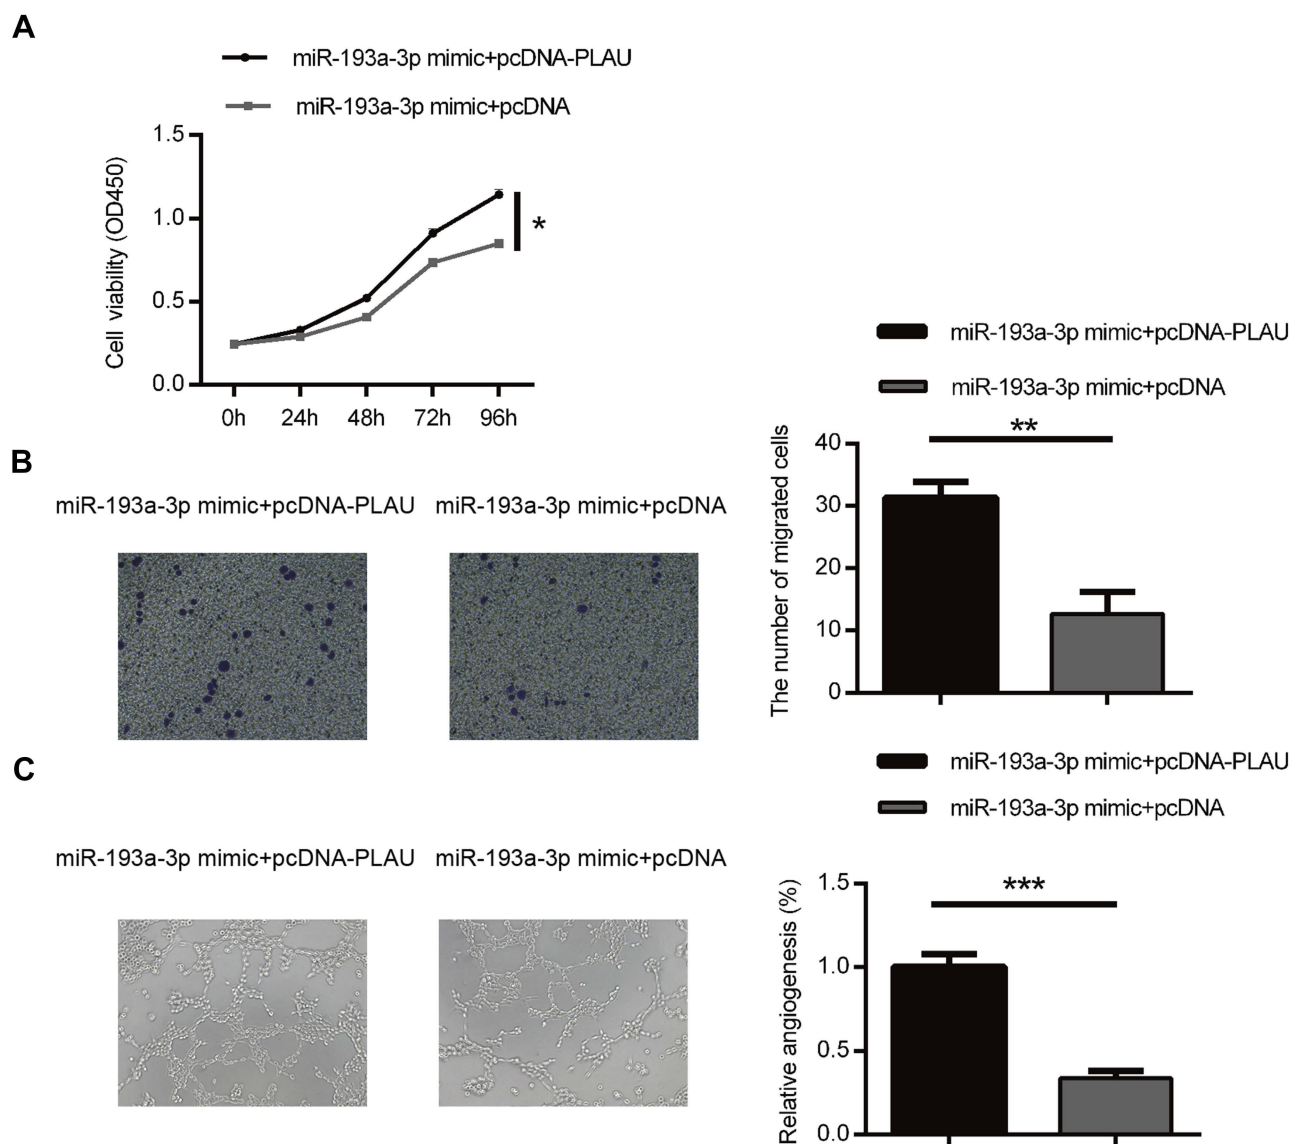 A
miR-193a-3p mimic+pcDNA-PLAU
miR-193a-3p mimic+pcDNA
Cell viability (OD450)
1.5
1.0
0.5
0.0
0h 24h 48h 72h 96h
*
B
miR-193a-3p mimic+pcDNA-PLAU miR-193a-3p mimic+pcDNA
miR-193a-3p mimic+pcDNA-PLAU
miR-193a-3p mimic+pcDNA
The number of migrated cells
40
30
20
10
0
**
C
miR-193a-3p mimic+pcDNA-PLAU miR-193a-3p mimic+pcDNA
miR-193a-3p mimic+pcDNA-PLAU
miR-193a-3p mimic+pcDNA
Relative angiogenesis (%)
1.5
1.0
0.5
0.0
***